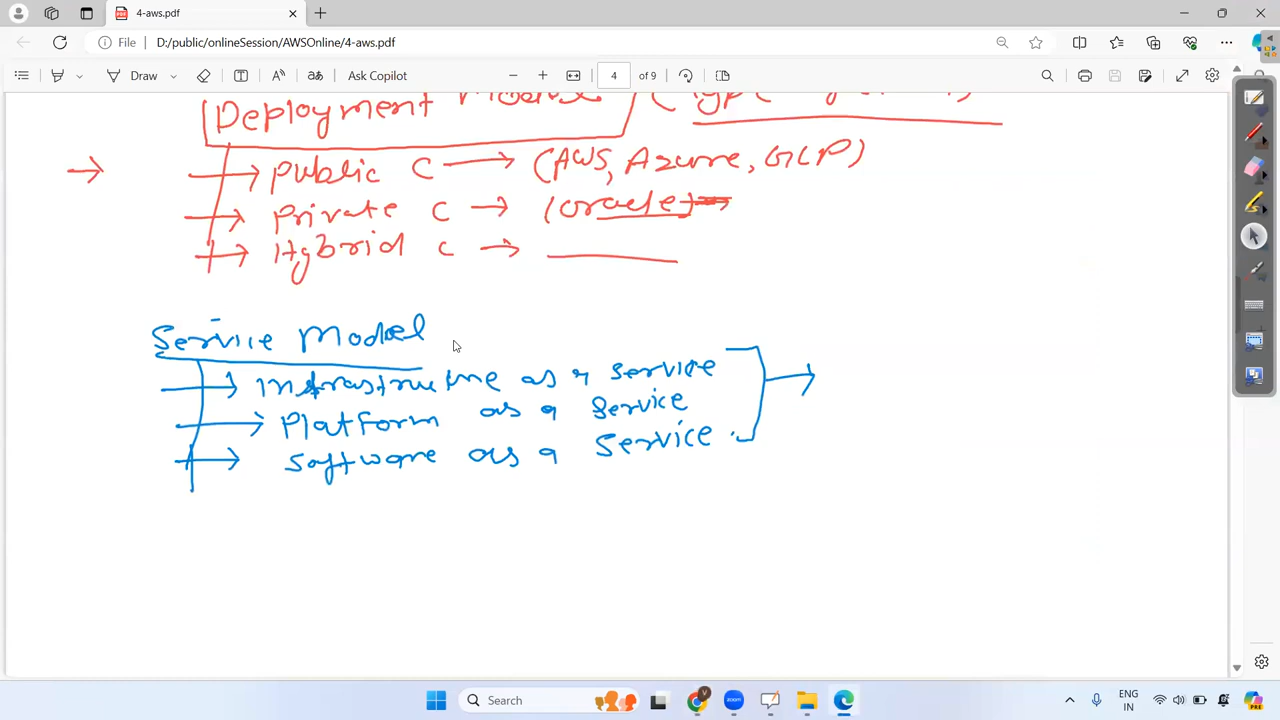 4-aws.pdf
File D:/public/onlineSession/AWSOnline/4-aws.pdf
Draw Ask Copilot 4 of 9
Deployment
Public C → (AWS, Azure, GCP)
Private C → (Oracle)
Hybrid C →
Service Model
Infrastructure as a service
Platform as a Service
Software as a Service
Search
ENG
IN